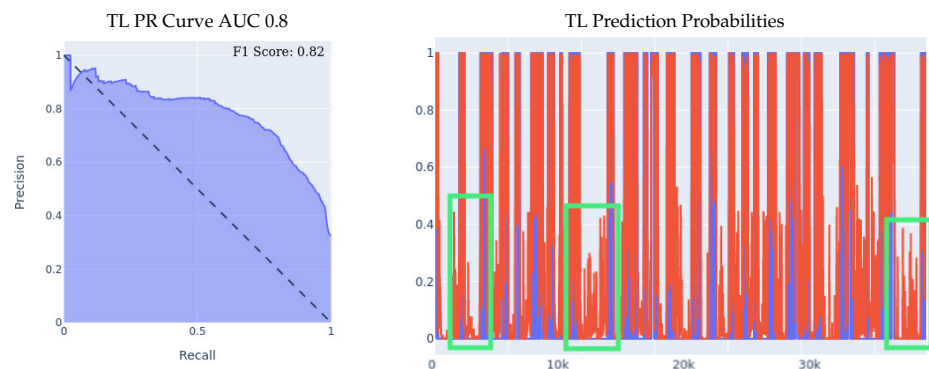 TL PR Curve AUC 0.8
F1 Score: 0.82
1
0.8
0.6
0.4
0.2
0
Precision
0
0.5
1
Recall
TL Prediction Probabilities
1
0.8
0.6
0.4
0.2
0
0
10k
20k
30k